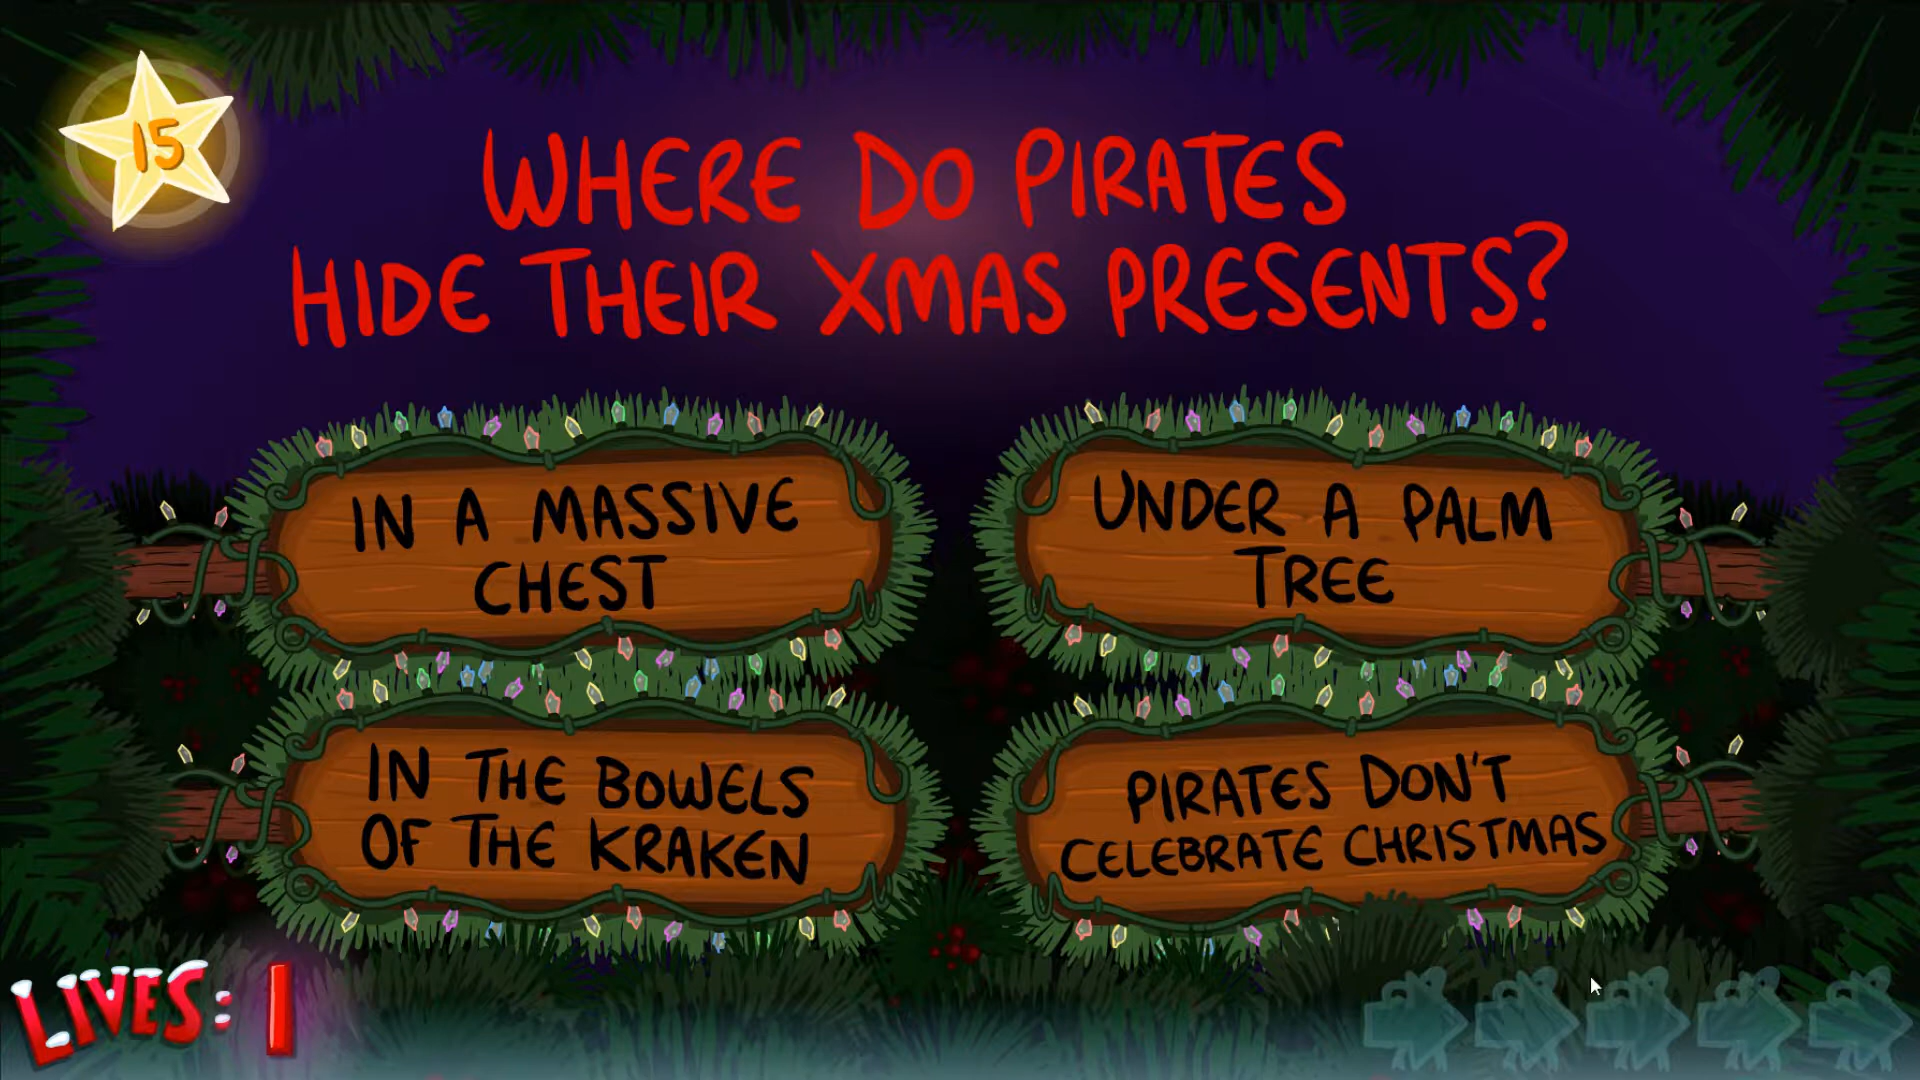 15
WHERE DO PIRATES
HIDE THEIR XMAS PRESENTS?
IN A MASSIVE
CHEST
UNDER A PALM
TREE
IN THE BOWELS
OF THE KRAKEN
PIRATES DON'T
CELEBRATE CHRISTMAS
LIVES: 1